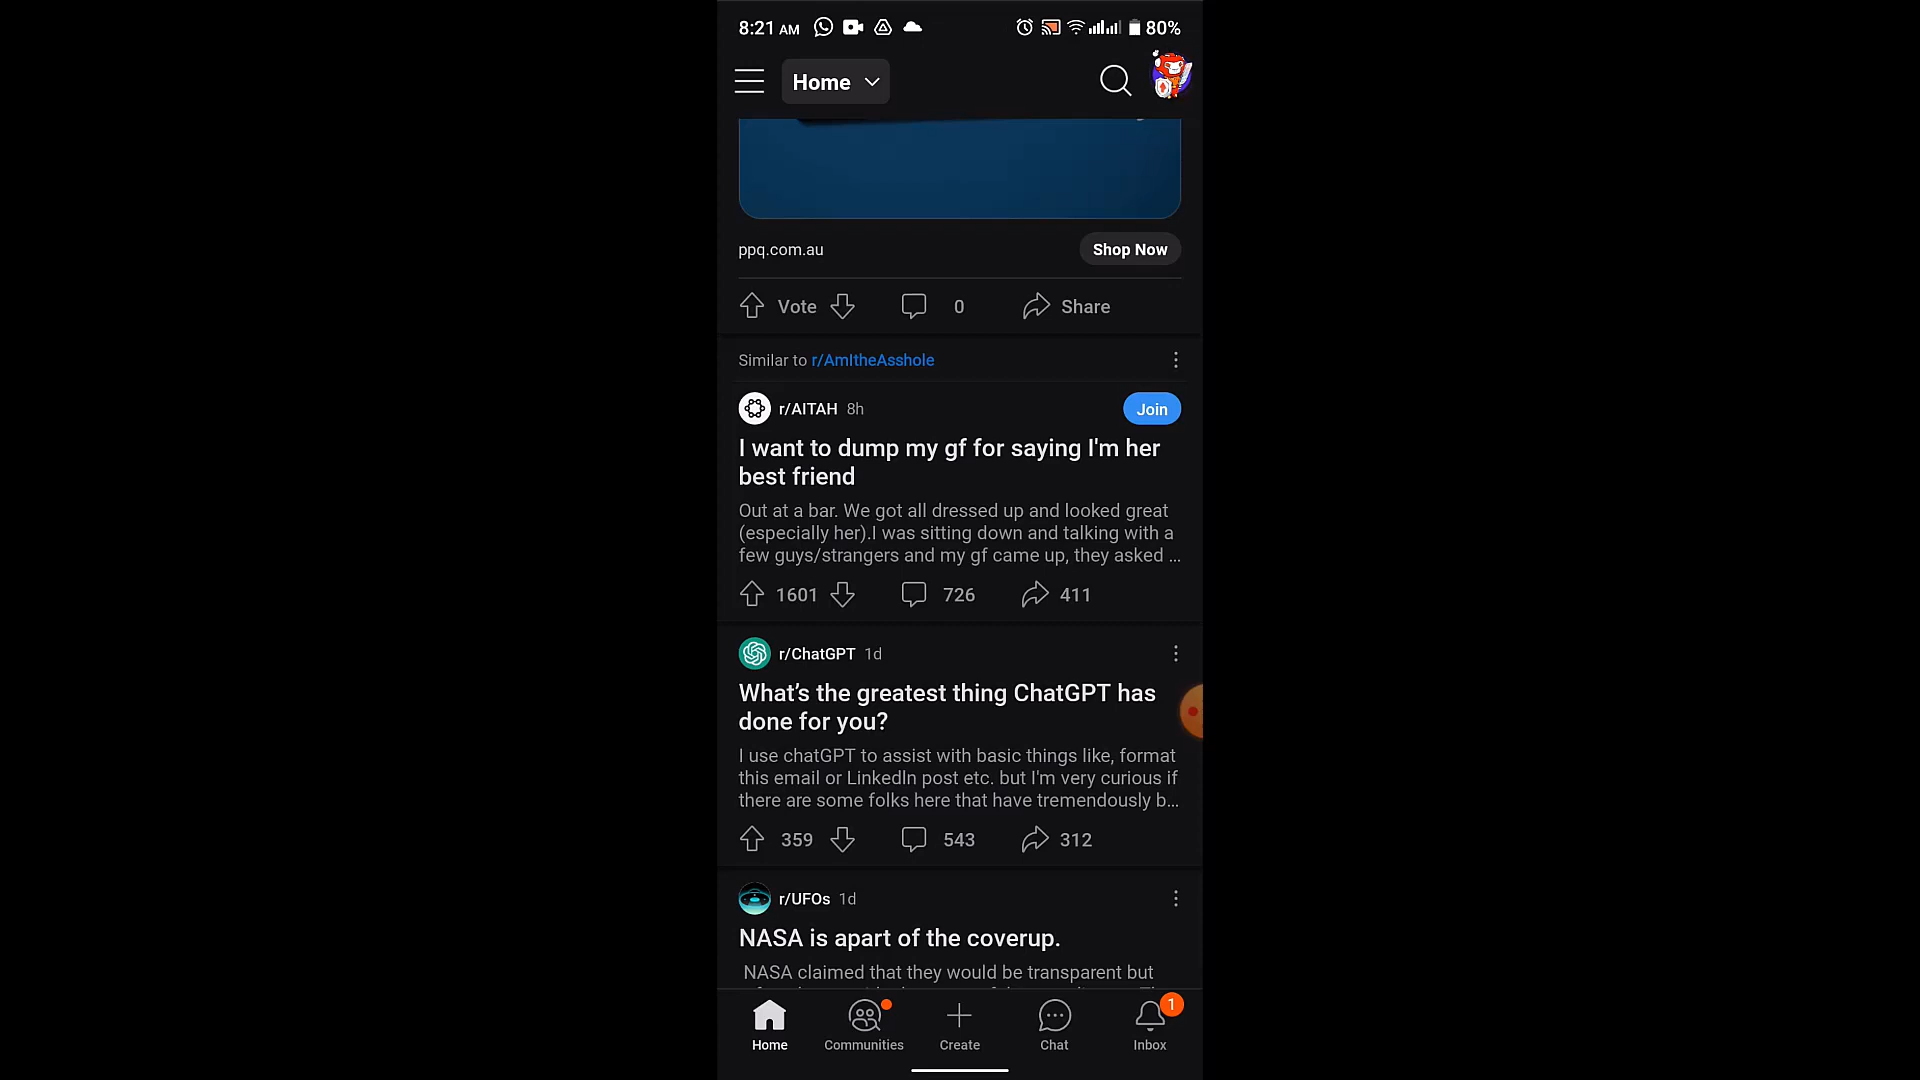 8:21 AM 80%
Home
ppq.com.au Shop Now
Vote 0 Share
Similar to r/AmItheAsshole
r/AITAH 8h Join
I want to dump my gf for saying I'm her
best friend
Out at a bar. We got all dressed up and looked great
(especially her).I was sitting down and talking with a
few guys/strangers and my gf came up, they asked ...
1601 726 411
r/ChatGPT 1d
What's the greatest thing ChatGPT has
done for you?
I use chatGPT to assist with basic things like, format
this email or LinkedIn post etc. but I'm very curious if
there are some folks here that have tremendously b...
359 543 312
r/UFOs 1d
NASA is apart of the coverup.
NASA claimed that they would be transparent but
1
Home Communities Create Chat Inbox